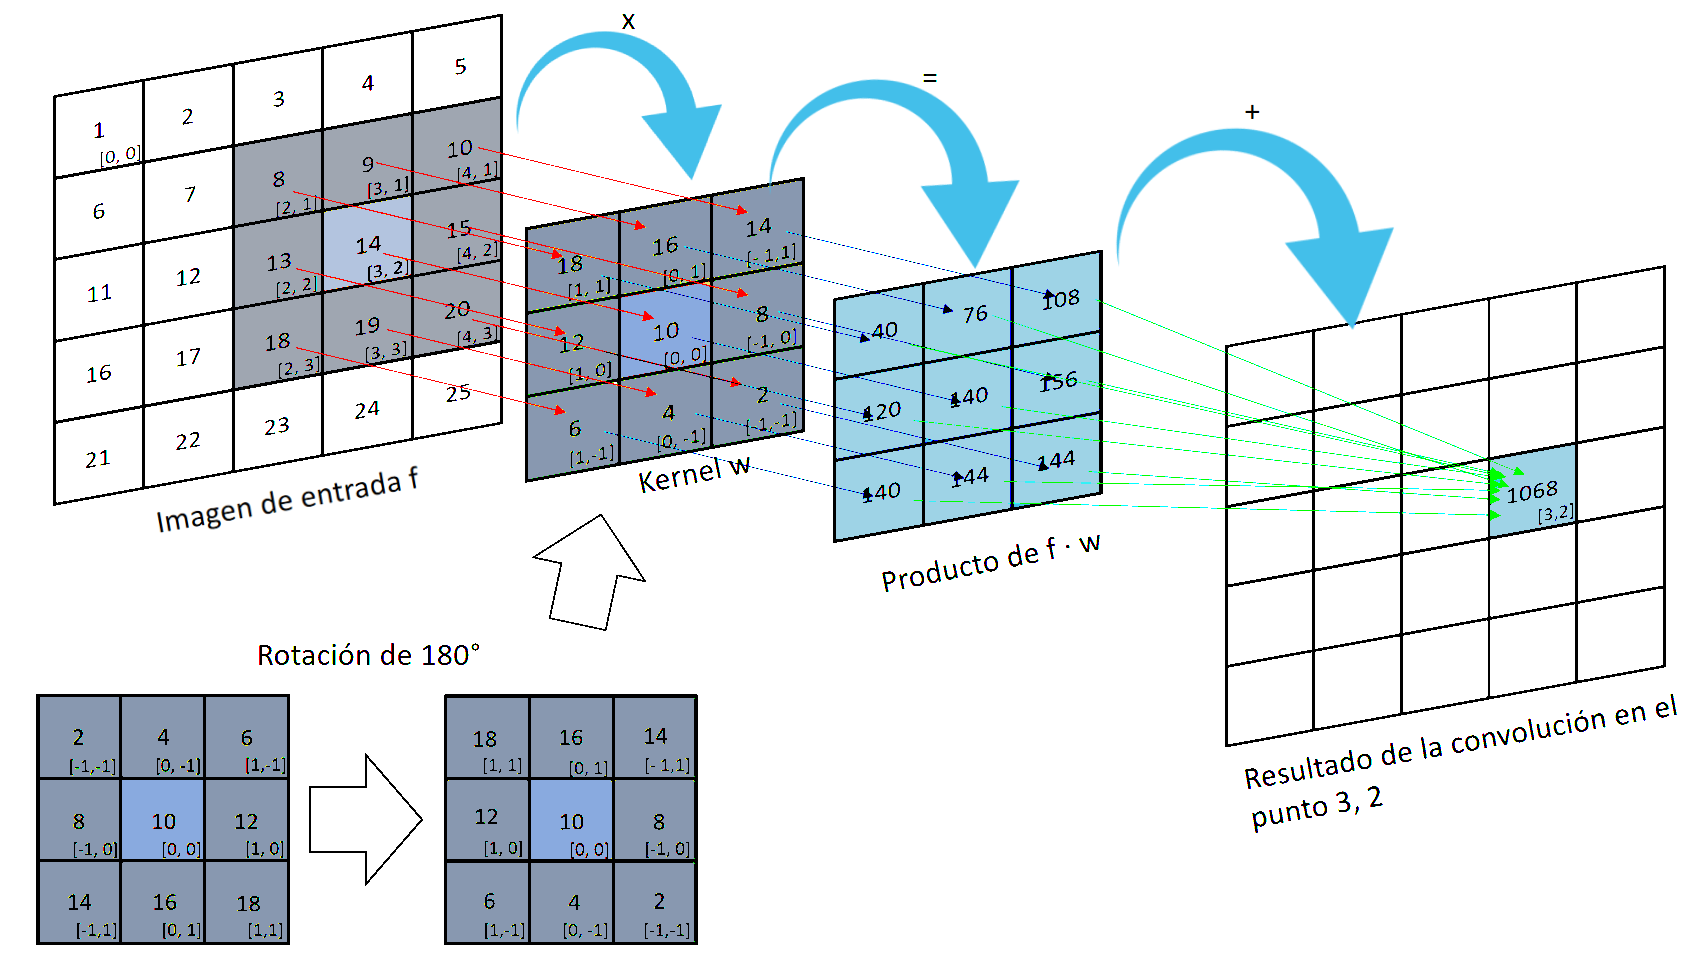 x
=
+
1 2 3 4 5
[0, 0]
6 7 8 9 10
[2, 1] [3, 1] [4, 1]
11 12 13 14 15
[2, 2] [3, 2] [4, 2]
16 17 18 19 20
[2, 3] [3, 3] [4, 3]
21 22 23 24 25
Imagen de entrada f
18 16 14
[1, 1] [0, 1] [- 1,1]
12 10 8
[1, 0] [0, 0] [-1, 0]
6 4 2
[1,-1] [0, -1] [-1,-1]
Kernel w
40 76 108
120 140 156
140 144 144
Producto de f · w
1068
[3,2]
Resultado de la convolución en el
punto 3, 2
Rotación de 180°
2 4 6
[-1,-1] [0, -1] [1,-1]
8 10 12
[-1, 0] [0, 0] [1, 0]
14 16 18
[-1,1] [0, 1] [1,1]
18 16 14
[1, 1] [0, 1] [- 1,1]
12 10 8
[1, 0] [0, 0] [-1, 0]
6 4 2
[1,-1] [0, -1] [-1,-1]